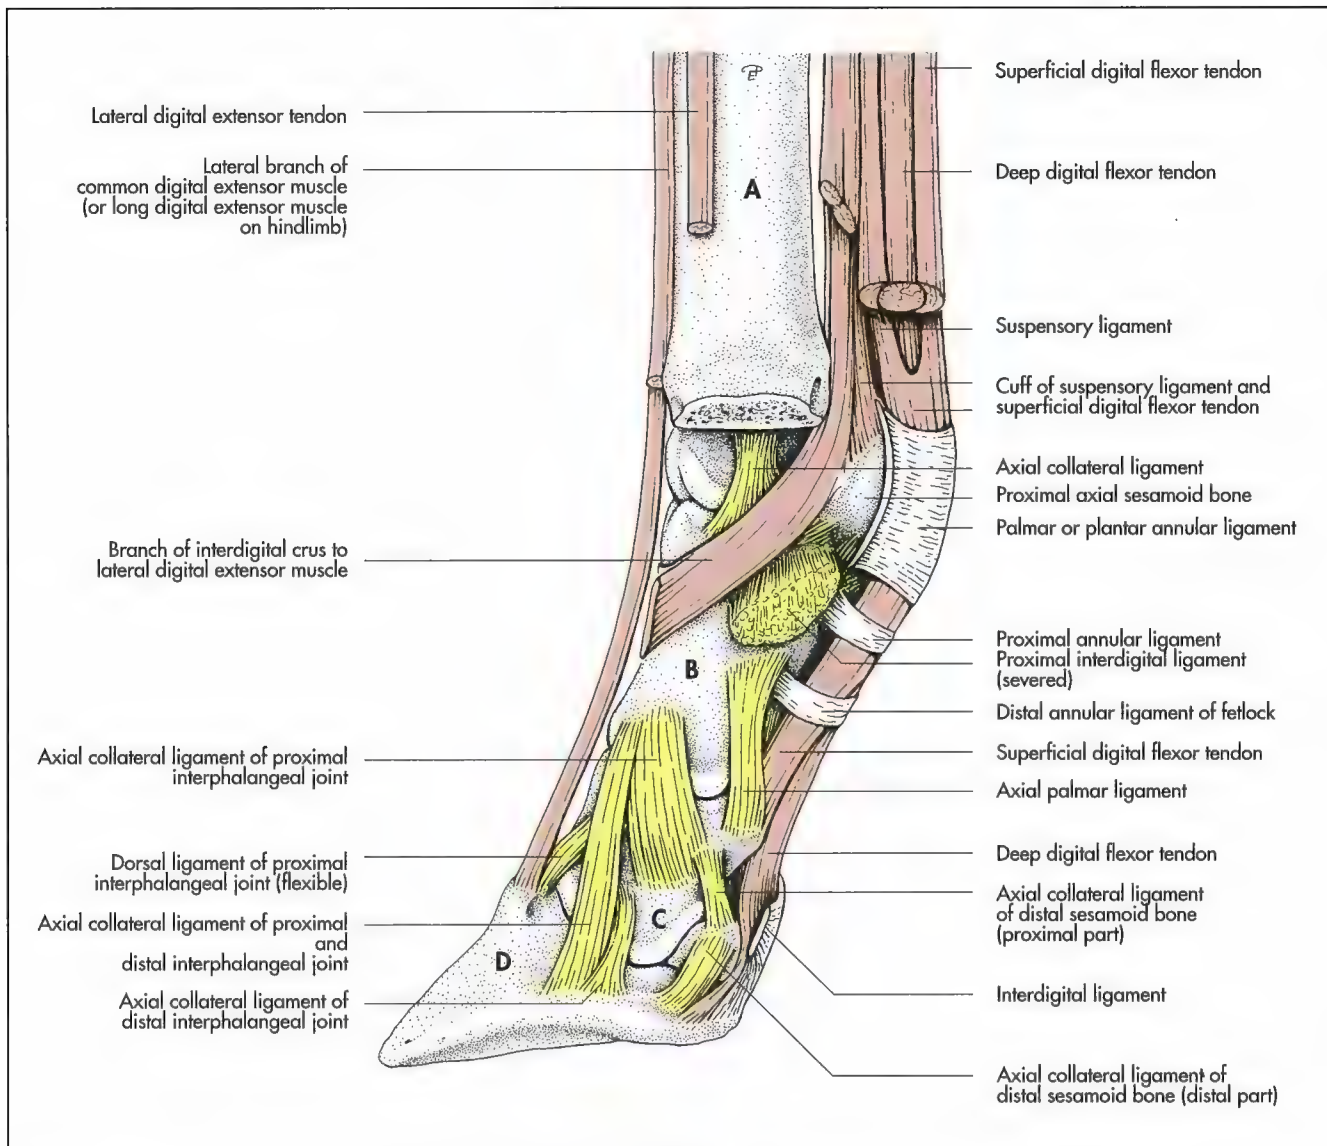 Lateral digital extensor tendon
Lateral branch of
common digital extensor muscle
(or long digital extensor muscle
on hindlimb)
Branch of interdigital crus to
lateral digital extensor muscle
Axial collateral ligament of proximal
interphalangeal joint
Dorsal ligament of proximal
interphalangeal joint (flexible)
Axial collateral ligament of proximal
and
distal interphalangeal joint
Axial collateral ligament of
distal interphalangeal joint
A
B
C
D
Superficial digital flexor tendon
Deep digital flexor tendon
Suspensory ligament
Cuff of suspensory ligament and
superficial digital flexor tendon
Axial collateral ligament
Proximal axial sesamoid bone
Palmar or plantar annular ligament
Proximal annular ligament
Proximal interdigital ligament
(severed)
Distal annular ligament of fetlock
Superficial digital flexor tendon
Axial palmar ligament
Deep digital flexor tendon
Axial collateral ligament
of distal sesamoid bone
(proximal part)
Interdigital ligament
Axial collateral ligament of
distal sesamoid bone (distal part)